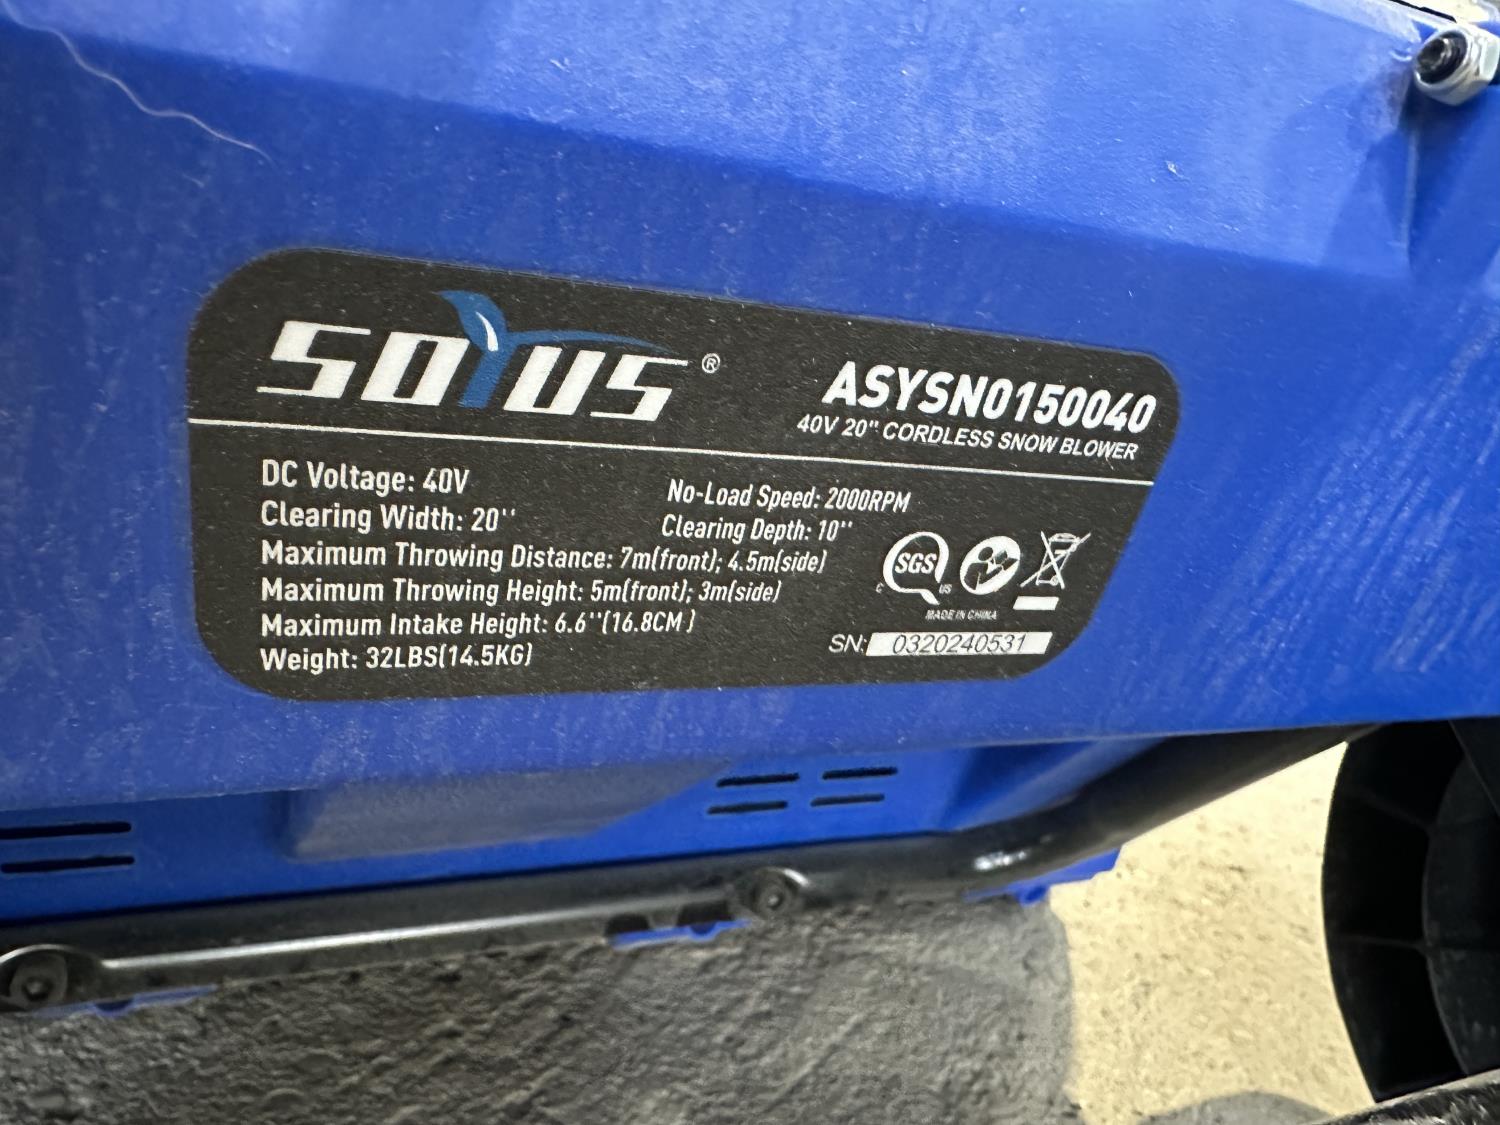 SOYUS®
ASYSN0150040
40V 20" CORDLESS SNOW BLOWER
DC Voltage: 40V
No-Load Speed: 2000RPM
Clearing Width: 20''
Clearing Depth: 10''
Maximum Throwing Distance: 7m(front); 4.5m(side)
Maximum Throwing Height: 5m(front); 3m(side)
Maximum Intake Height: 6.6''(16.8CM)
Weight: 32LBS(14.5KG)
SGS
C US
MADE IN CHINA
SN: 0320240531